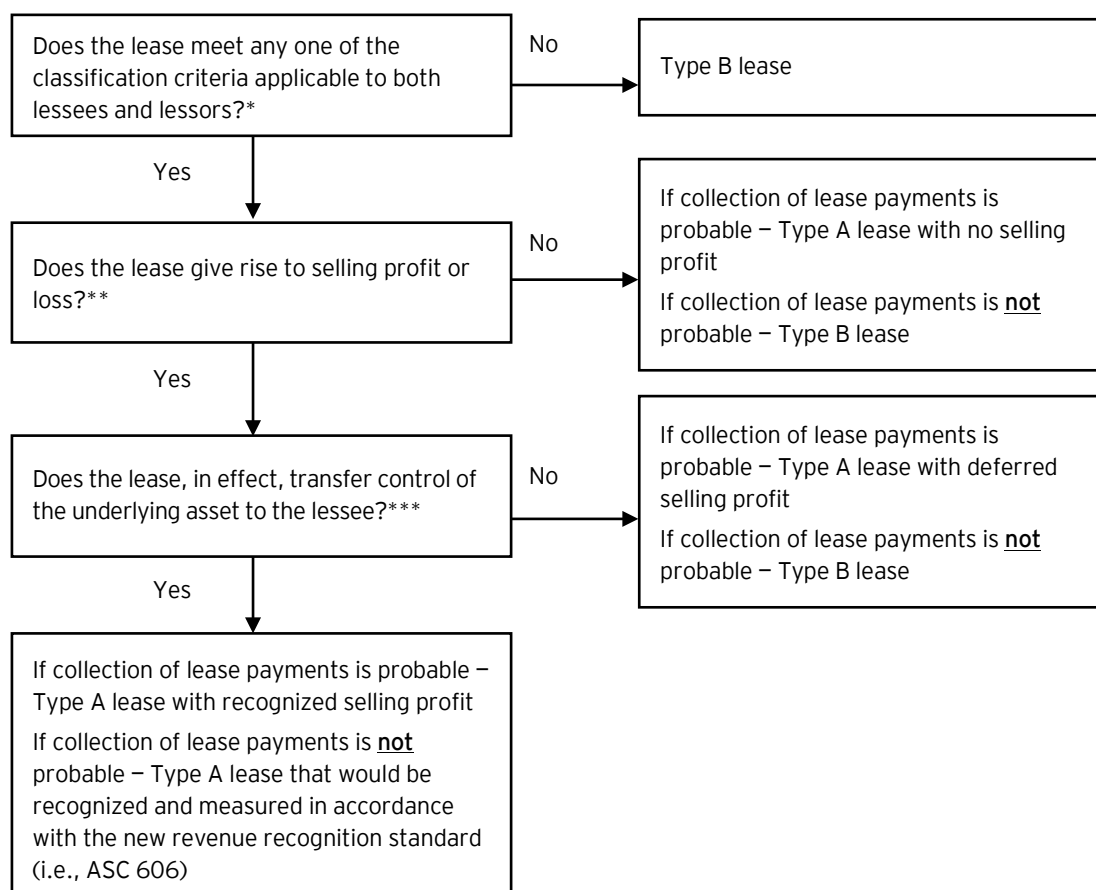 Does the lease meet any one of the
classification criteria applicable to both
lessees and lessors?*
No
Type B lease
Yes
Does the lease give rise to selling profit or
loss?**
No
If collection of lease payments is
probable – Type A lease with no selling
profit
If collection of lease payments is not
probable – Type B lease
Yes
Does the lease, in effect, transfer control of
the underlying asset to the lessee?***
No
If collection of lease payments is
probable – Type A lease with deferred
selling profit
If collection of lease payments is not
probable – Type B lease
Yes
If collection of lease payments is probable –
Type A lease with recognized selling profit
If collection of lease payments is not
probable – Type A lease that would be
recognized and measured in accordance
with the new revenue recognition standard
(i.e., ASC 606)